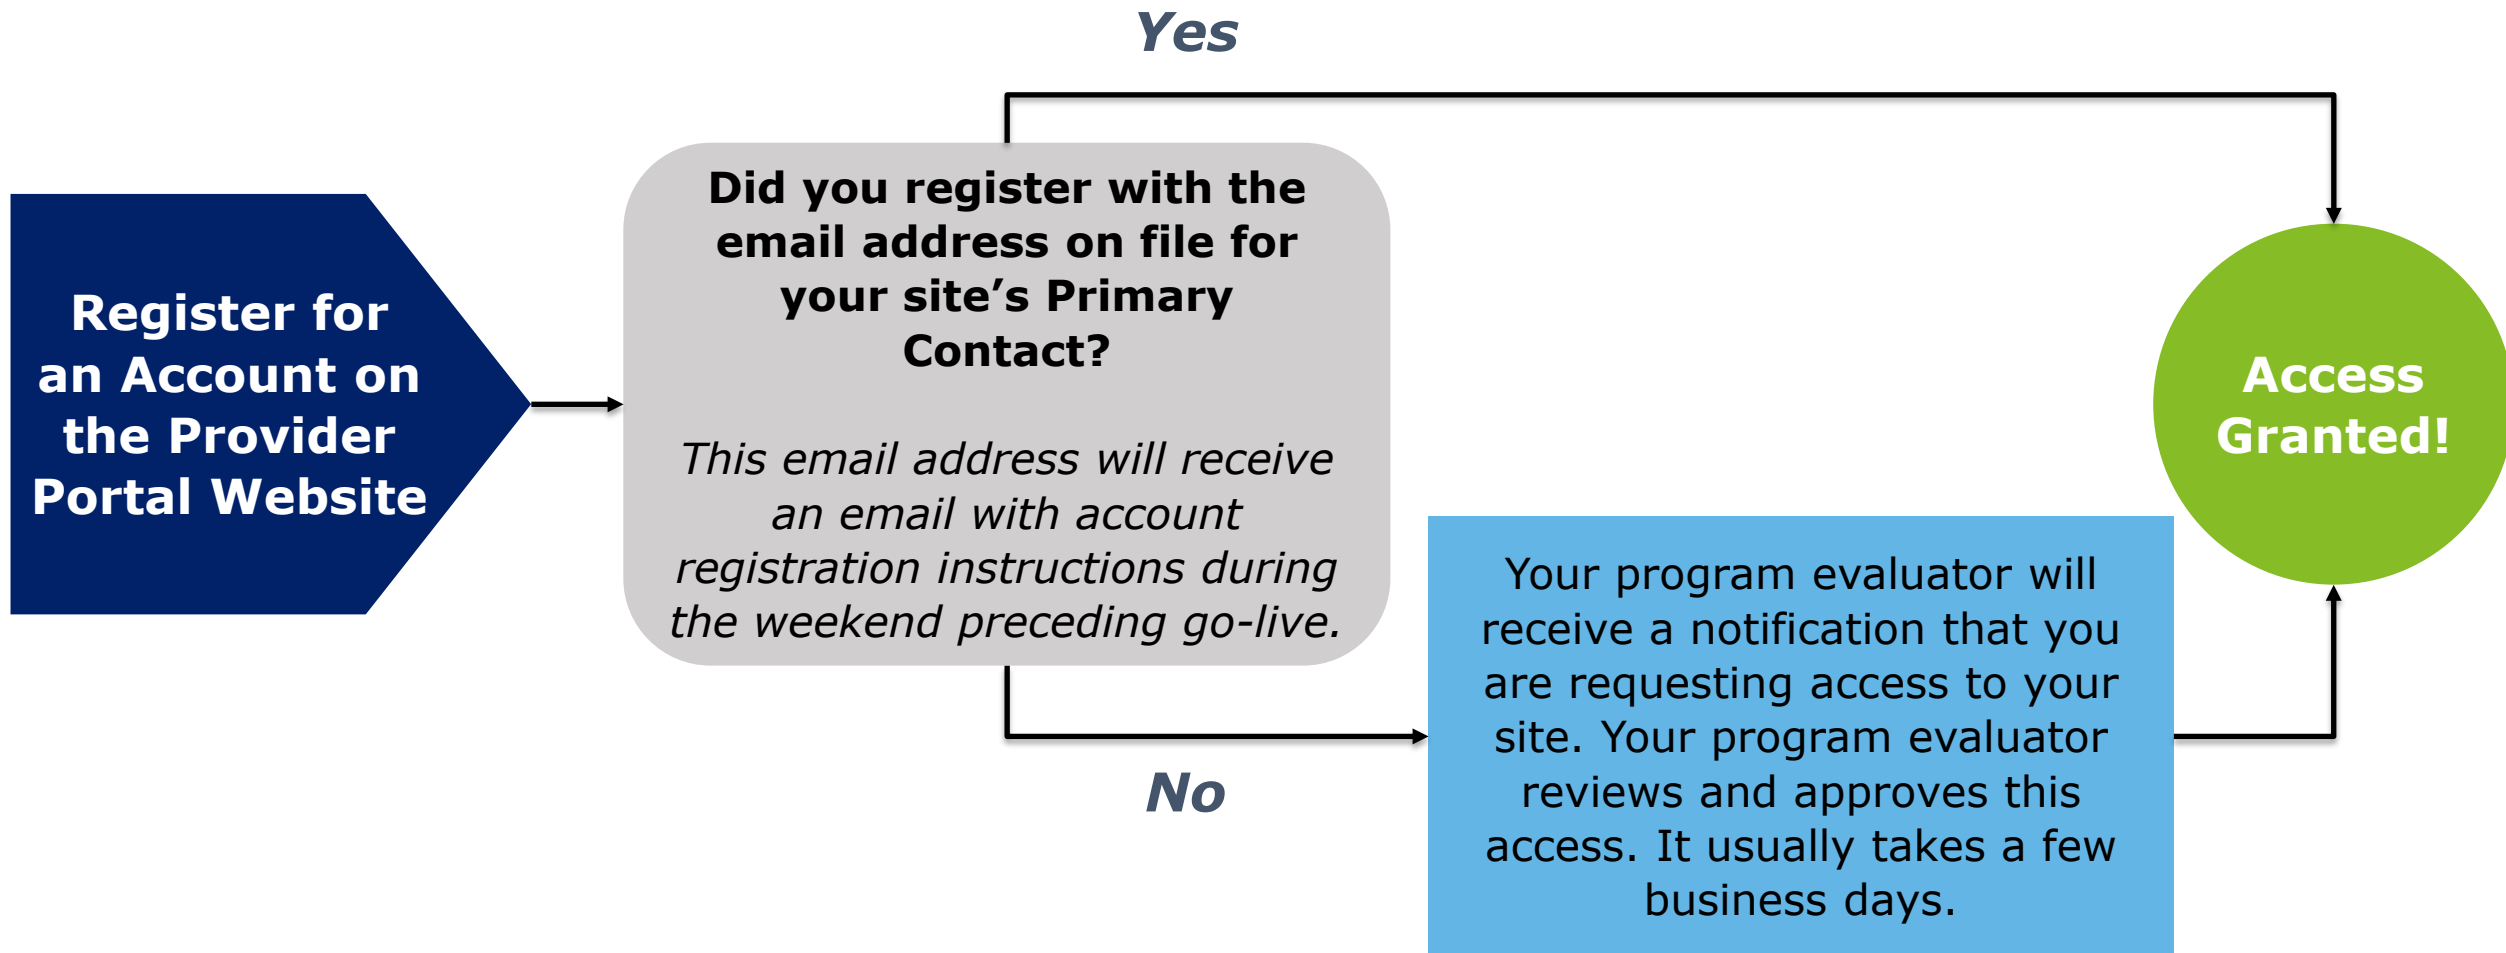 Yes
Register for
an Account on
the Provider
Portal Website
Did you register with the
email address on file for
your site’s Primary
Contact?
This email address will receive
an email with account
registration instructions during
the weekend preceding go-live.
No
Your program evaluator will
receive a notification that you
are requesting access to your
site. Your program evaluator
reviews and approves this
access. It usually takes a few
business days.
Access
Granted!